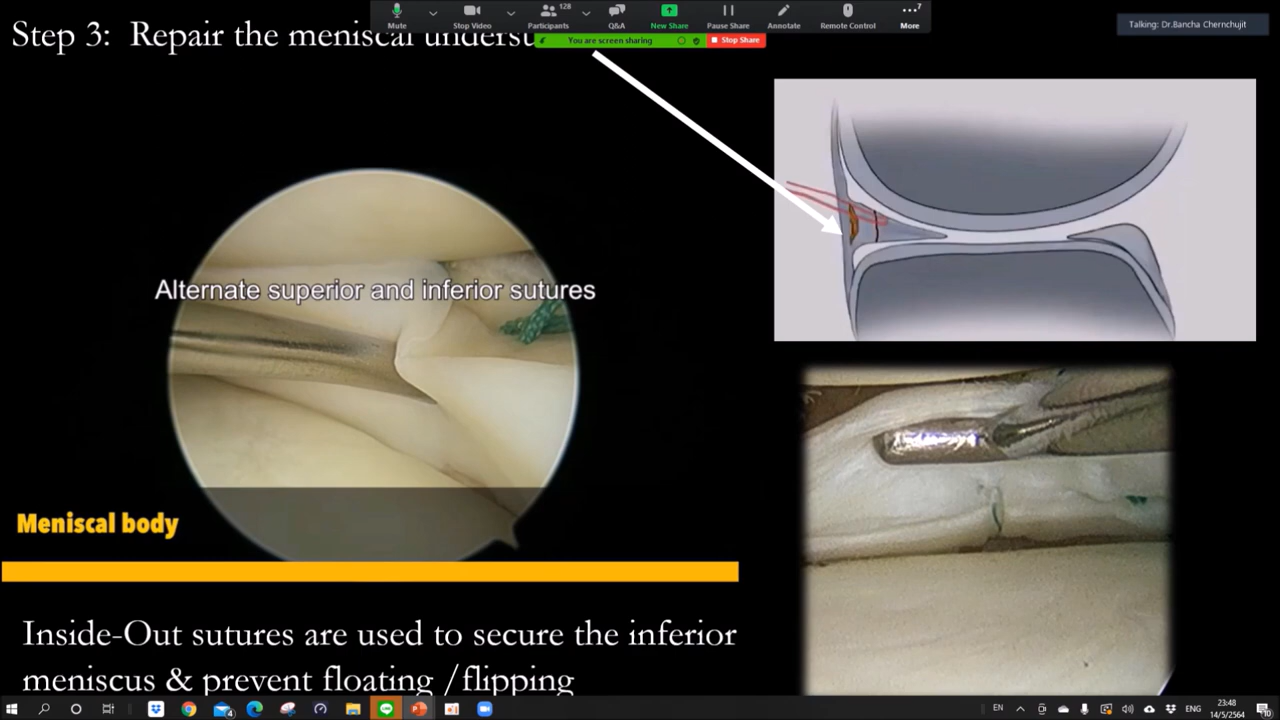 Mute
Stop Video
128
Participants
Q&A
New Share
Pause Share
Annotate
Remote Control
7
More
Talking: Dr.Bancha Chernchujit
You are screen sharing
Stop Share
Step 3: Repair the meniscal
Alternate superior and inferior sutures
Meniscal body
Inside-Out sutures are used to secure the inferior
meniscus & prevent floating /flipping
4
EN
ENG
23:48
14/5/2564